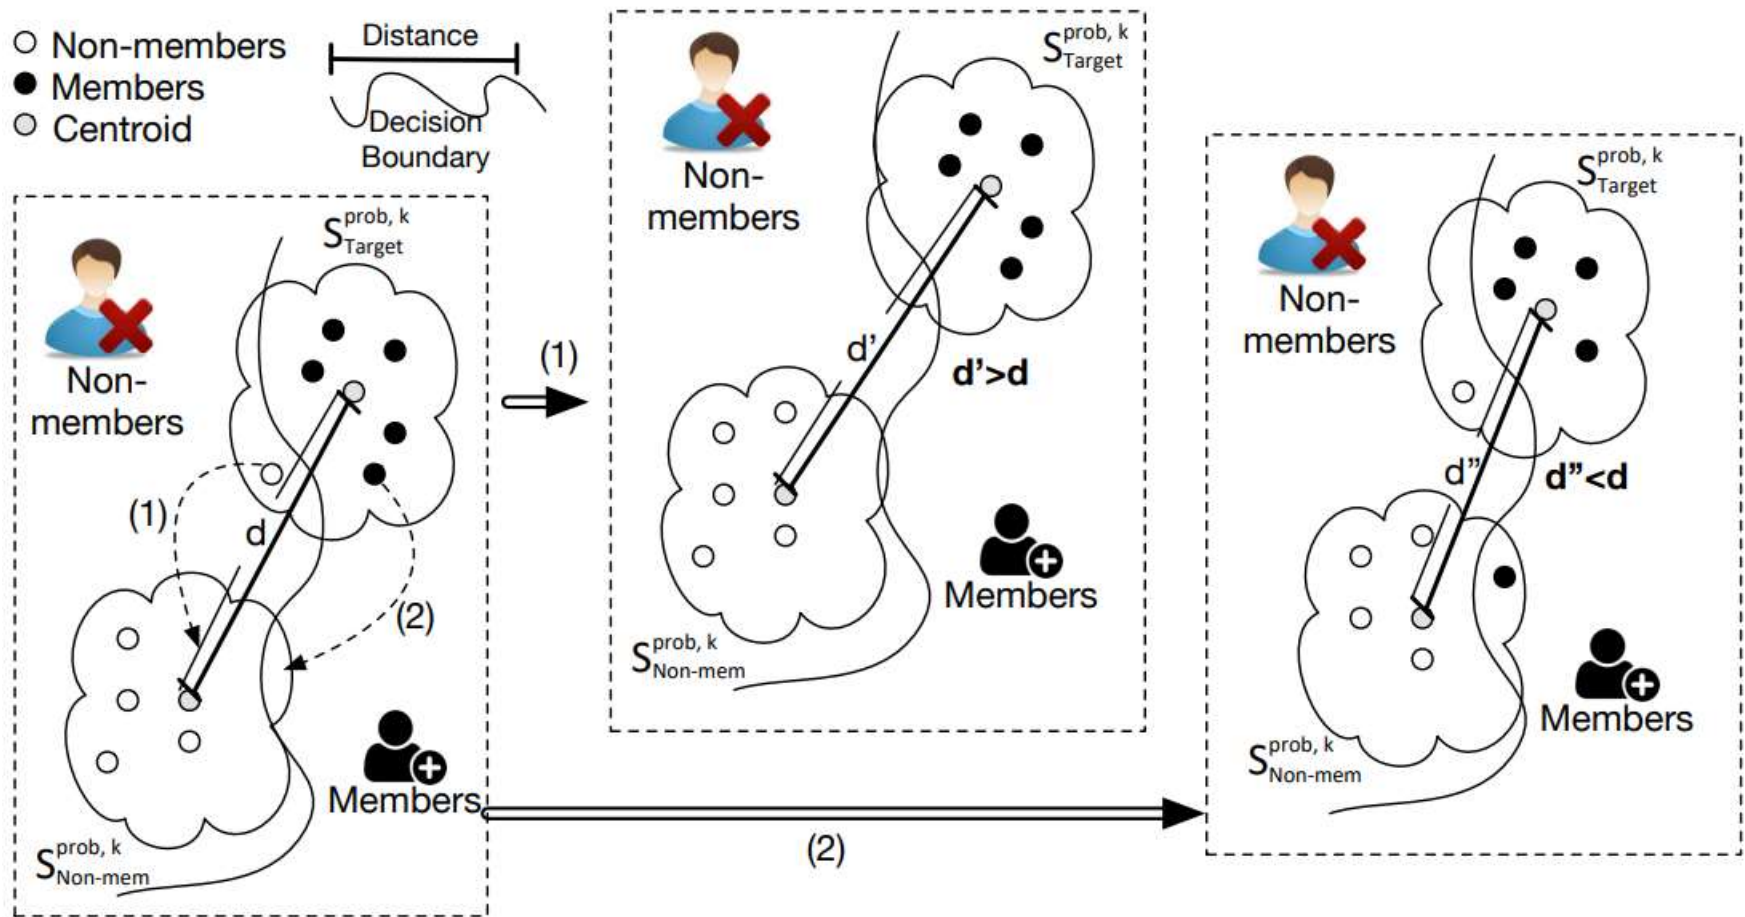 Non-members
Members
Centroid
Distance
Decision
Boundary
S prob, k Target
Non-
members
(1)
d
(2)
Members
S prob, k Non-mem
(1)
(2)
S prob, k Target
Non-
members
d'
d'>d
Members
S prob, k Non-mem
S prob, k Target
Non-
members
d''
d''<d
Members
S prob, k Non-mem